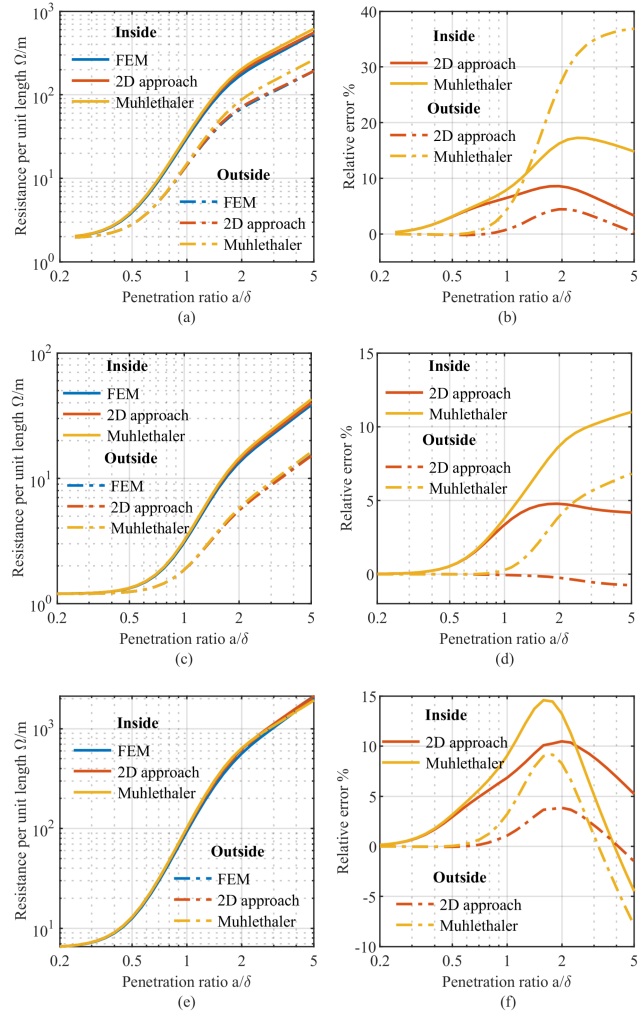 10³
10²
10¹
10⁰
Resistance per unit length Ω/m
Inside
FEM
2D approach
Muhlethaler
Outside
FEM
2D approach
Muhlethaler
0.2 0.5 1 2 5
Penetration ratio a/δ
(a)
40
30
20
10
0
Relative error %
Inside
2D approach
Muhlethaler
Outside
2D approach
Muhlethaler
0.2 0.5 1 2 5
Penetration ratio a/δ
(b)
10²
10¹
10⁰
Resistance per unit length Ω/m
Inside
FEM
2D approach
Muhlethaler
Outside
FEM
2D approach
Muhlethaler
0.2 0.5 1 2 5
Penetration ratio a/δ
(c)
15
10
5
0
Relative error %
Inside
2D approach
Muhlethaler
Outside
2D approach
Muhlethaler
0.2 0.5 1 2 5
Penetration ratio a/δ
(d)
10³
10²
10¹
Resistance per unit length Ω/m
Inside
FEM
2D approach
Muhlethaler
Outside
FEM
2D approach
Muhlethaler
0.2 0.5 1 2 5
Penetration ratio a/δ
(e)
15
10
5
0
-5
-10
Relative error %
Inside
2D approach
Muhlethaler
Outside
2D approach
Muhlethaler
0.2 0.5 1 2 5
Penetration ratio a/δ
(f)